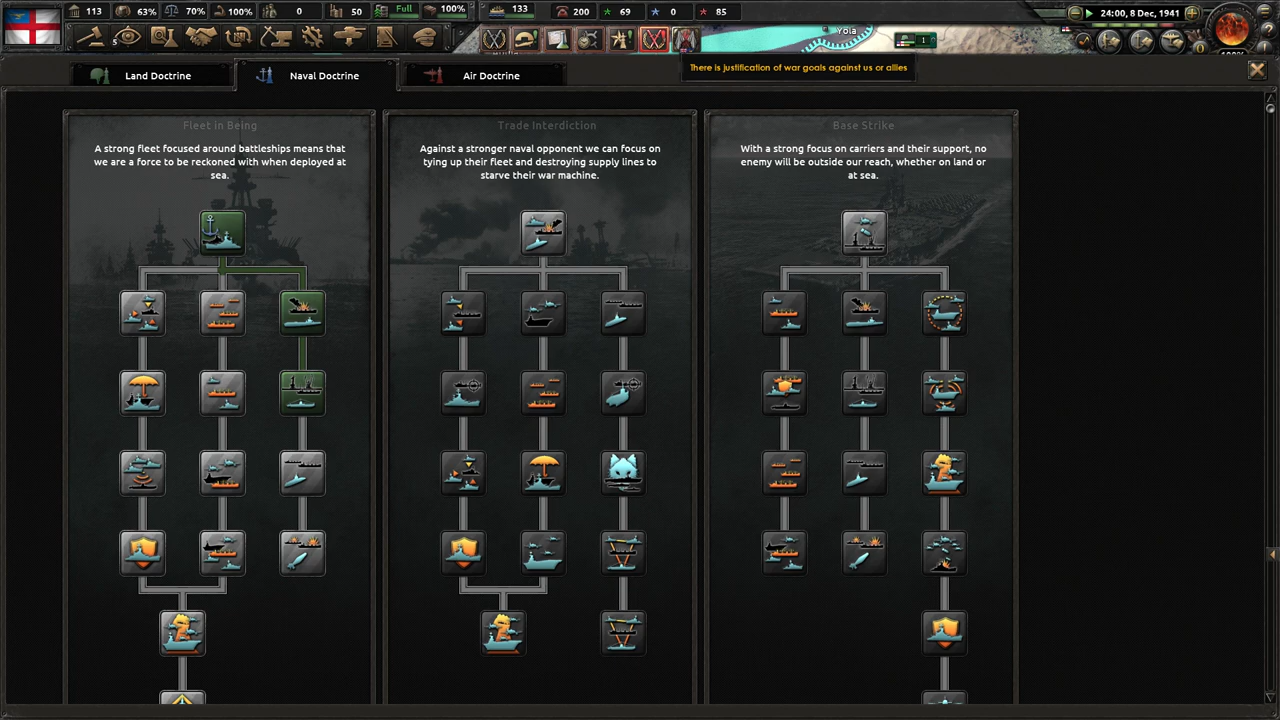 113 63% 70% 100% 0 50 Full 100% 133 200 69 0 85 24:00, 8 Dec, 1941
Yola
1
There is justification of war goals against us or allies
Land Doctrine Naval Doctrine Air Doctrine
Fleet in Being
A strong fleet focused around battleships means that
we are a force to be reckoned with when deployed at
sea.
Trade Interdiction
Against a stronger naval opponent we can focus on
tying up their fleet and destroying supply lines to
starve their war machine.
Base Strike
With a strong focus on carriers and their support, no
enemy will be outside our reach, whether on land or
at sea.